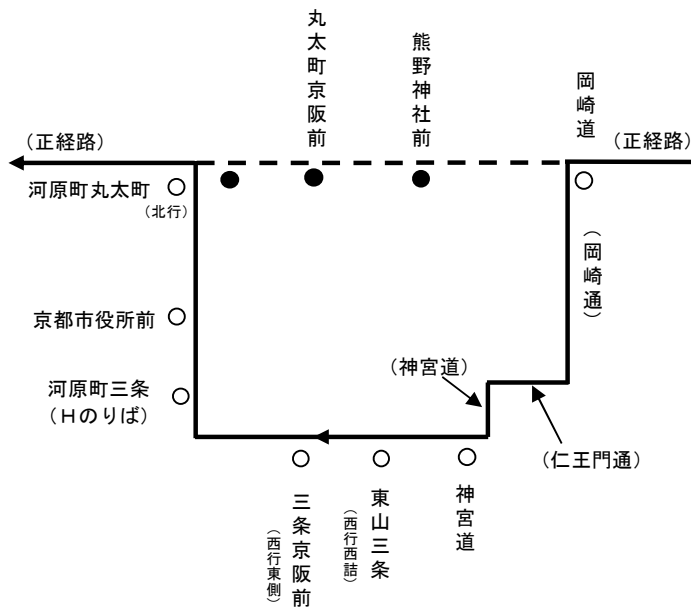 丸太町京阪前
熊野神社前
岡崎道
（正経路）
（正経路）
河原町丸太町
（北行）
（岡崎通）
京都市役所前
（神宮道）
河原町三条
（Hのりば）
（仁王門通）
神宮道
東山三条
（西行西詰）
三条京阪前
（西行東側）